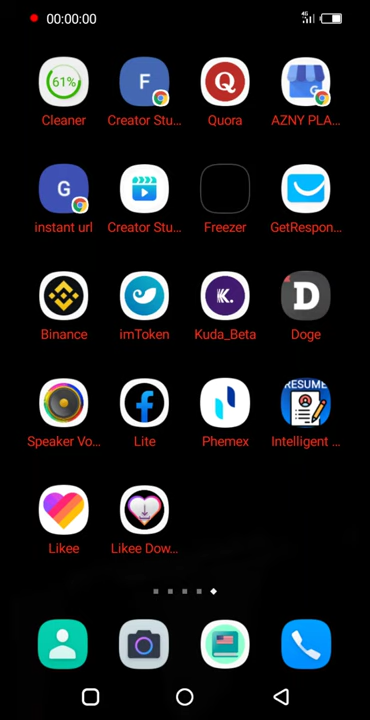 00:00:00
4G
61%
F
Q
Cleaner
Creator Stu...
Quora
AZNY PLA...
G
instant url
Creator Stu...
Freezer
GetRespon...
K.
D
Binance
imToken
Kuda_Beta
Doge
RESUME
Speaker Vo...
Lite
Phemex
Intelligent ...
Likee
Likee Dow...